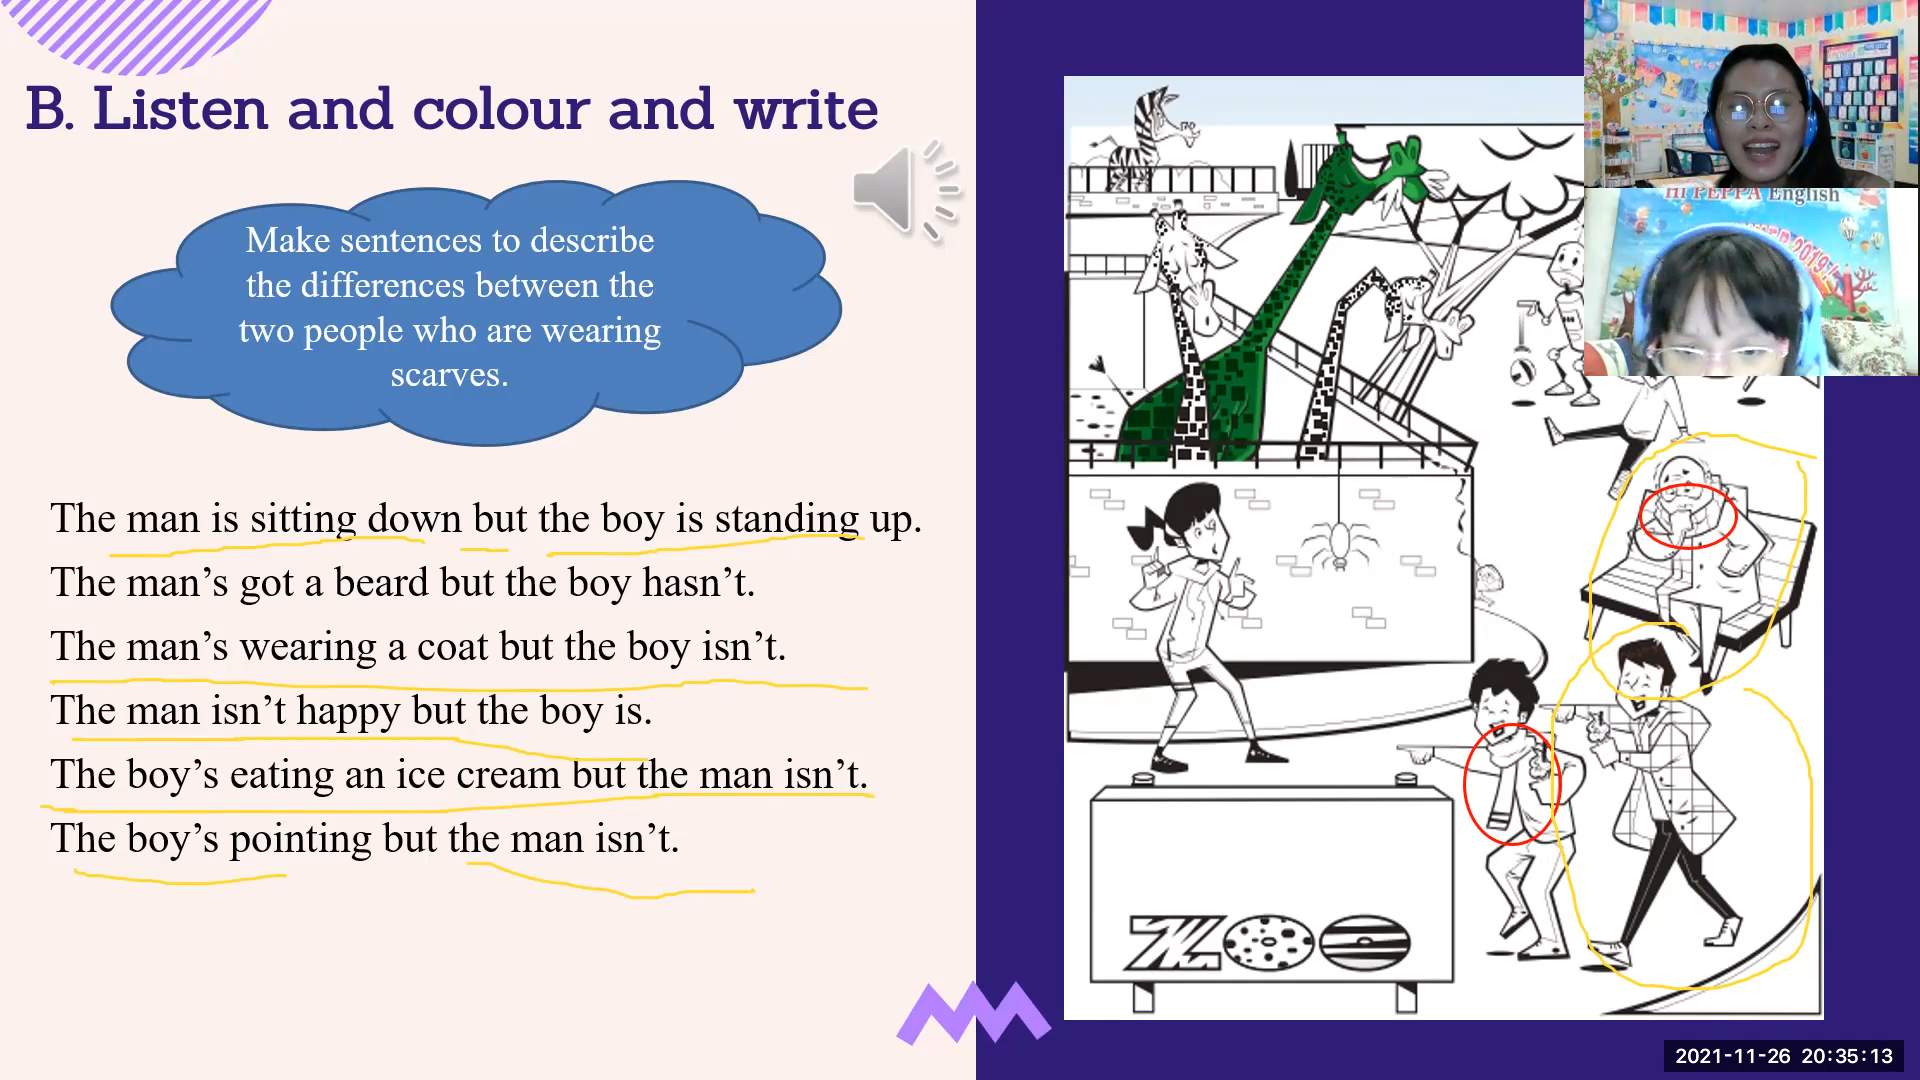 B. Listen and colour and write
Make sentences to describe
the differences between the
two people who are wearing
scarves.
The man is sitting down but the boy is standing up.
The man’s got a beard but the boy hasn’t.
The man’s wearing a coat but the boy isn’t.
The man isn’t happy but the boy is.
The boy’s eating an ice cream but the man isn’t.
The boy’s pointing but the man isn’t.
ZOO
HI PEPPA English
2019
2021-11-26 20:35:13